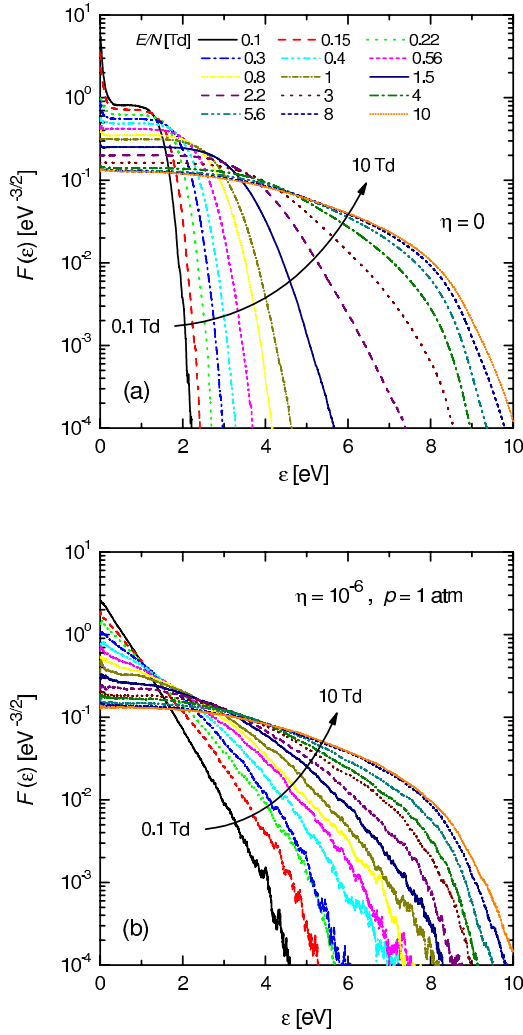 E/N [Td] 0.1 0.15 0.22
0.3 0.4 0.56
0.8 1 1.5
2.2 3 4
5.6 8 10
10^1
10^0
10^-1
10^-2
10^-3
10^-4
F(ε) [eV^-3/2]
10 Td
η = 0
0.1 Td
(a)
0 2 4 6 8 10
ε [eV]
10^1
10^0
10^-1
10^-2
10^-3
10^-4
F(ε) [eV^-3/2]
η = 10^-6 , p = 1 atm
10 Td
0.1 Td
(b)
0 2 4 6 8 10
ε [eV]